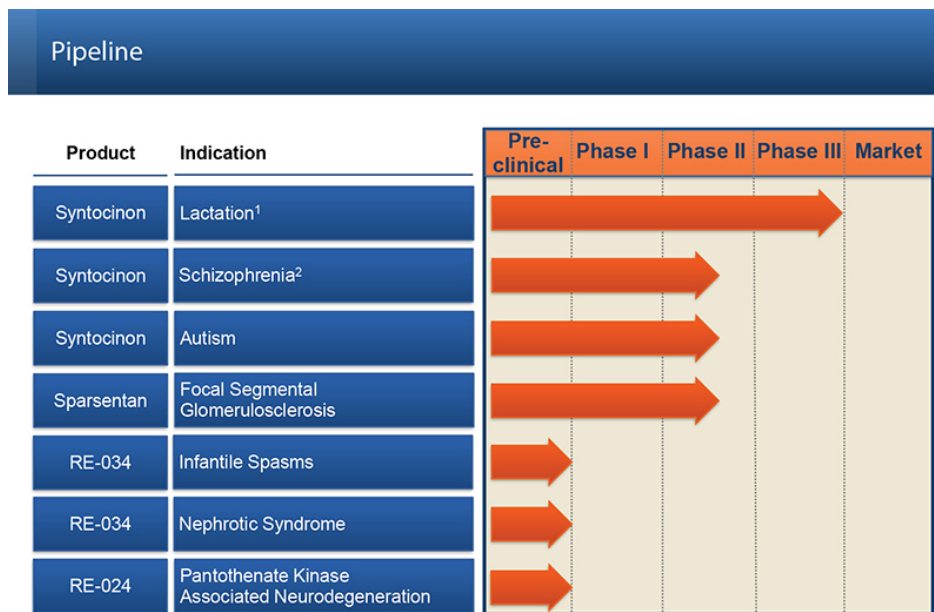 Pipeline
Product Indication Pre-
clinical Phase I Phase II Phase III Market
Syntocinon Lactation¹
Syntocinon Schizophrenia²
Syntocinon Autism
Sparsentan Focal Segmental
Glomerulosclerosis
RE-034 Infantile Spasms
RE-034 Nephrotic Syndrome
RE-024 Pantothenate Kinase
Associated Neurodegeneration